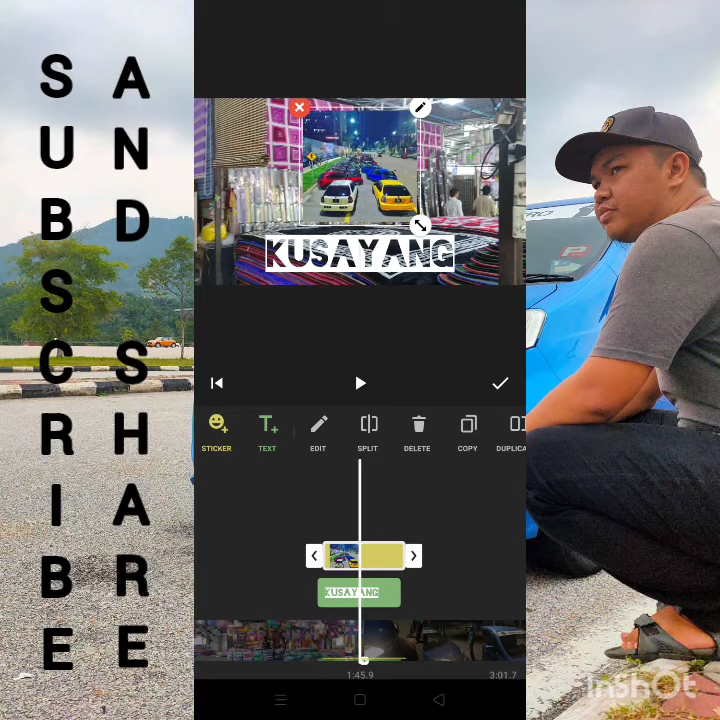 SUBSCRIBE
AND SHARE
KUSAYANG
STICKER
TEXT
EDIT
SPLIT
DELETE
COPY
DUPLICA
KUSAYANG
1:45.9
3:01.7
InshOt